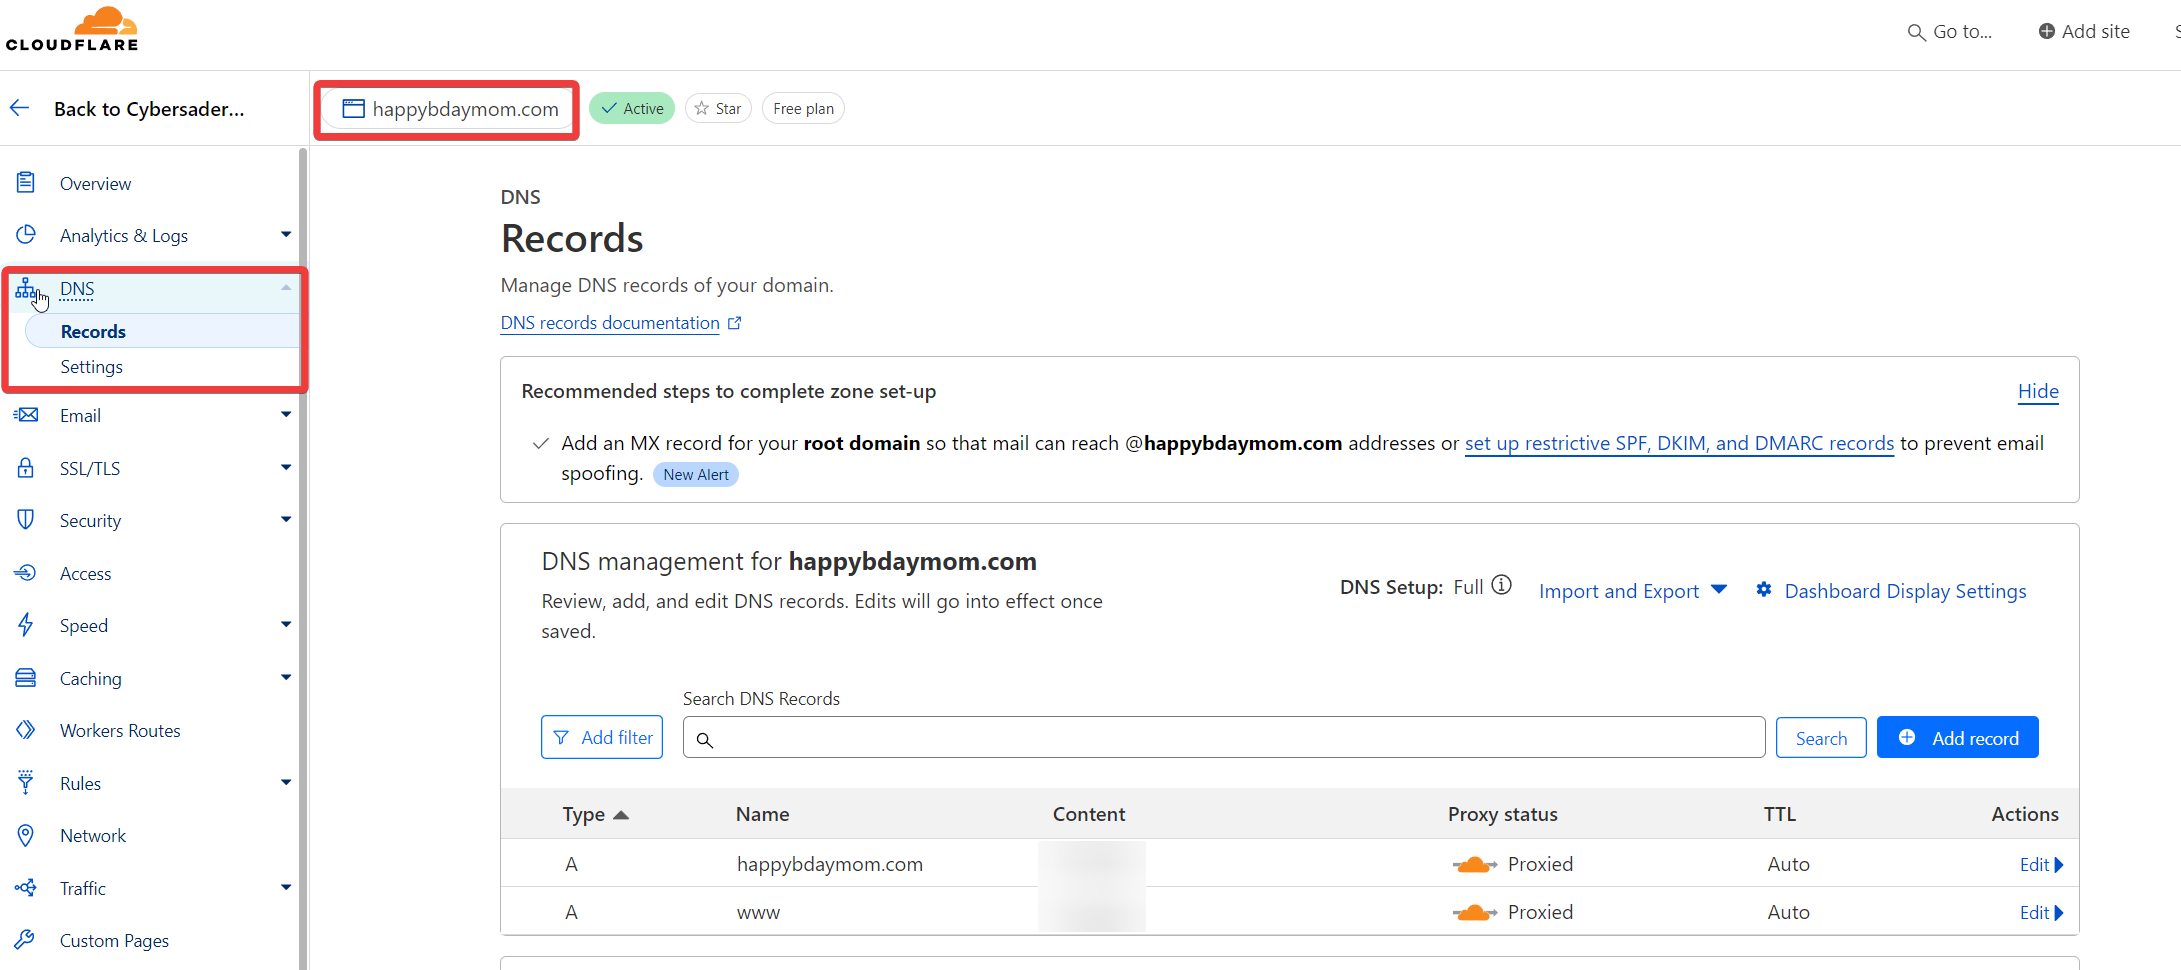 CLOUDFLARE
Go to...
Add site
Back to Cybersader...
happybdaymom.com
Active
Star
Free plan
Overview
Analytics & Logs
DNS
Records
Settings
Email
SSL/TLS
Security
Access
Speed
Caching
Workers Routes
Rules
Network
Traffic
Custom Pages
DNS
Records
Manage DNS records of your domain.
DNS records documentation
Recommended steps to complete zone set-up
Hide
Add an MX record for your root domain so that mail can reach @happybdaymom.com addresses or set up restrictive SPF, DKIM, and DMARC records to prevent email
spoofing. New Alert
DNS management for happybdaymom.com
Review, add, and edit DNS records. Edits will go into effect once
saved.
DNS Setup: Full
Import and Export
Dashboard Display Settings
Search DNS Records
Add filter
Search
Add record
Type Name Content Proxy status TTL Actions
A happybdaymom.com Proxied Auto Edit
A www Proxied Auto Edit